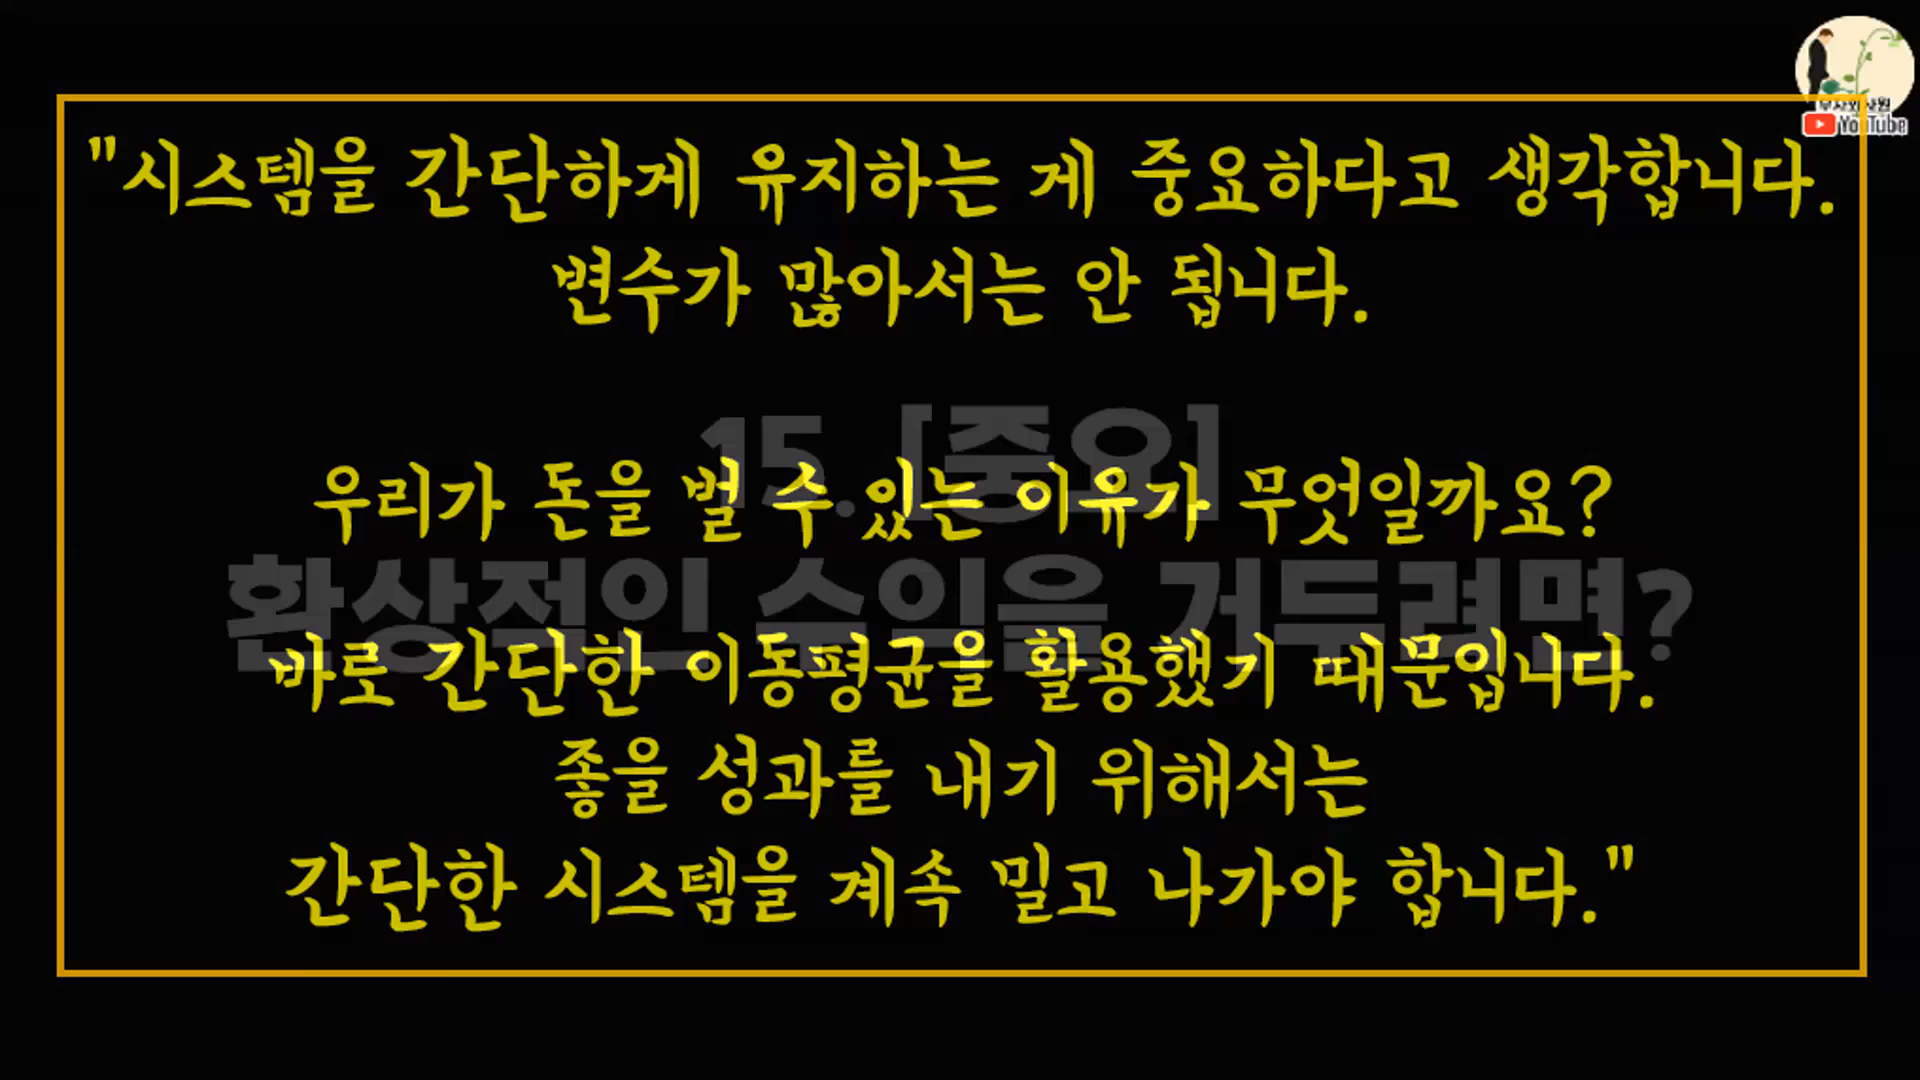 "시스템을 간단하게 유지하는 게 중요하다고 생각합니다.
변수가 많아서는 안 됩니다.
15. [중요]
우리가 돈을 벌 수 있는 이유가 무엇일까요?
환상적인 수익을 거두려면?
바로 간단한 이동평균을 활용했기 때문입니다.
좋을 성과를 내기 위해서는
간단한 시스템을 계속 밀고 나가야 합니다."
YouTube